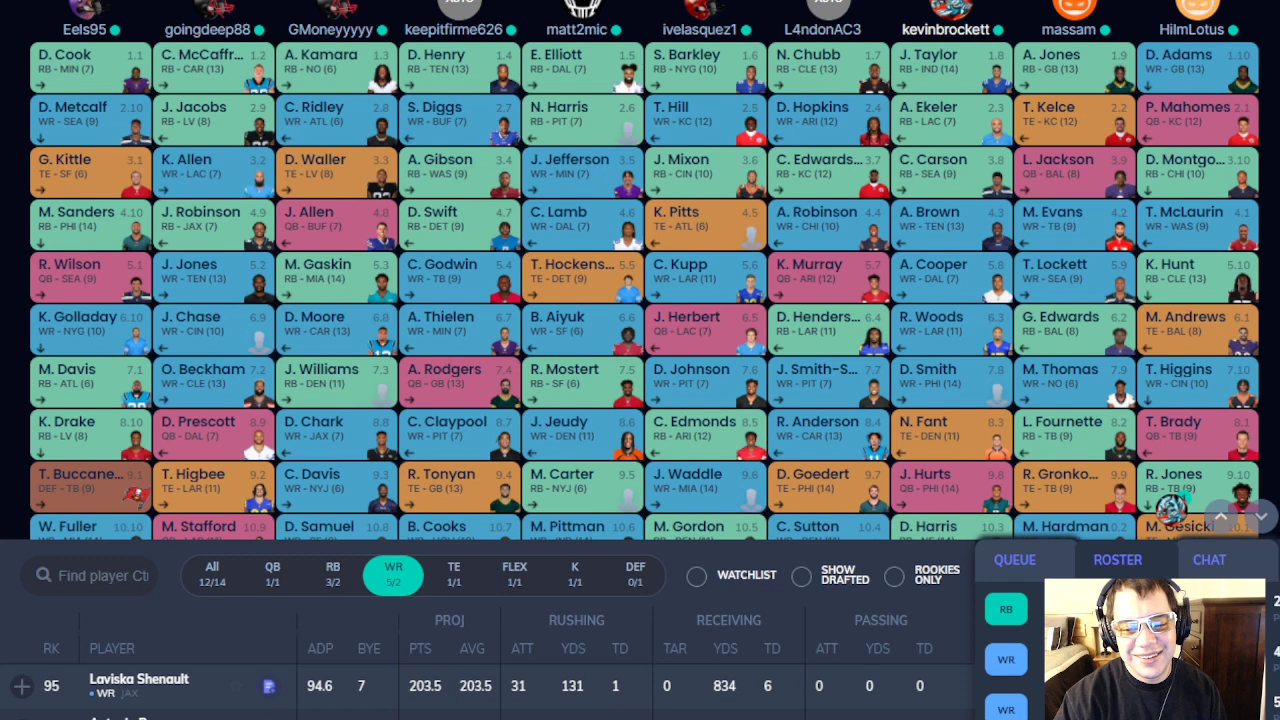 AUTO AUTO
Eels95 goingdeep88 GMoneyyyyy keepitfirme626 matt2mic ivelasquez1 L4ndonAC3 kevinbrockett massam HilmLotus
D. Cook 1.1 C. McCaffr... 1.2 A. Kamara 1.3 D. Henry 1.4 E. Elliott 1.5 S. Barkley 1.6 N. Chubb 1.7 J. Taylor 1.8 A. Jones 1.9 D. Adams 1.10
RB - MIN (7) RB - CAR (13) RB - NO (6) RB - TEN (13) RB - DAL (7) RB - NYG (10) RB - CLE (13) RB - IND (14) RB - GB (13) WR - GB (13)
D. Metcalf 2.10 J. Jacobs 2.9 C. Ridley 2.8 S. Diggs 2.7 N. Harris 2.6 T. Hill 2.5 D. Hopkins 2.4 A. Ekeler 2.3 T. Kelce 2.2 P. Mahomes 2.1
WR - SEA (9) RB - LV (8) WR - ATL (6) WR - BUF (7) RB - PIT (7) WR - KC (12) WR - ARI (12) RB - LAC (7) TE - KC (12) QB - KC (12)
G. Kittle 3.1 K. Allen 3.2 D. Waller 3.3 A. Gibson 3.4 J. Jefferson 3.5 J. Mixon 3.6 C. Edwards... 3.7 C. Carson 3.8 L. Jackson 3.9 D. Montgo... 3.10
TE - SF (6) WR - LAC (7) TE - LV (8) RB - WAS (9) WR - MIN (7) RB - CIN (10) RB - KC (12) RB - SEA (9) QB - BAL (8) RB - CHI (10)
M. Sanders 4.10 J. Robinson 4.9 J. Allen 4.8 D. Swift 4.7 C. Lamb 4.6 K. Pitts 4.5 A. Robinson 4.4 A. Brown 4.3 M. Evans 4.2 T. McLaurin 4.1
RB - PHI (14) RB - JAX (7) QB - BUF (7) RB - DET (9) WR - DAL (7) TE - ATL (6) WR - CHI (10) WR - TEN (13) WR - TB (9) WR - WAS (9)
R. Wilson 5.1 J. Jones 5.2 M. Gaskin 5.3 C. Godwin 5.4 T. Hockens... 5.5 C. Kupp 5.6 K. Murray 5.7 A. Cooper 5.8 T. Lockett 5.9 K. Hunt 5.10
QB - SEA (9) WR - TEN (13) RB - MIA (14) WR - TB (9) TE - DET (9) WR - LAR (11) QB - ARI (12) WR - DAL (7) WR - SEA (9) RB - CLE (13)
K. Golladay 6.10 J. Chase 6.9 D. Moore 6.8 A. Thielen 6.7 B. Aiyuk 6.6 J. Herbert 6.5 D. Henders... 6.4 R. Woods 6.3 G. Edwards 6.2 M. Andrews 6.1
WR - NYG (10) WR - CIN (10) WR - CAR (13) WR - MIN (7) WR - SF (6) QB - LAC (7) RB - LAR (11) WR - LAR (11) RB - BAL (8) TE - BAL (8)
M. Davis 7.1 O. Beckham 7.2 J. Williams 7.3 A. Rodgers 7.4 R. Mostert 7.5 D. Johnson 7.6 J. Smith-S... 7.7 D. Smith 7.8 M. Thomas 7.9 T. Higgins 7.10
RB - ATL (6) WR - CLE (13) RB - DEN (11) QB - GB (13) RB - SF (6) WR - PIT (7) WR - PIT (7) WR - PHI (14) WR - NO (6) WR - CIN (10)
K. Drake 8.10 D. Prescott 8.9 D. Chark 8.8 C. Claypool 8.7 J. Jeudy 8.6 C. Edmonds 8.5 R. Anderson 8.4 N. Fant 8.3 L. Fournette 8.2 T. Brady 8.1
RB - LV (8) QB - DAL (7) WR - JAX (7) WR - PIT (7) WR - DEN (11) RB - ARI (12) WR - CAR (13) TE - DEN (11) RB - TB (9) QB - TB (9)
T. Buccane... 9.1 T. Higbee 9.2 C. Davis 9.3 R. Tonyan 9.4 M. Carter 9.5 J. Waddle 9.6 D. Goedert 9.7 J. Hurts 9.8 R. Gronko... 9.9 R. Jones 9.10
DEF - TB (9) TE - LAR (11) WR - NYJ (6) TE - GB (13) RB - NYJ (6) WR - MIA (14) TE - PHI (14) QB - PHI (14) TE - TB (9) RB - TB (9)
W. Fuller 10.10 M. Stafford 10.9 D. Samuel 10.8 B. Cooks 10.7 M. Pittman 10.6 M. Gordon 10.5 C. Sutton 10.4 D. Harris 10.3 M. Hardman 0.2 M. Gesicki 10.1
Find player Ctr All QB RB WR TE FLEX K DEF
12/14 1/1 3/2 5/2 1/1 1/1 1/1 0/1
WATCHLIST SHOW DRAFTED ROOKIES ONLY
QUEUE ROSTER CHAT
PROJ RUSHING RECEIVING PASSING
RK PLAYER ADP BYE PTS AVG ATT YDS TD TAR YDS TD ATT YDS TD
95 Laviska Shenault 94.6 7 203.5 203.5 31 131 1 0 834 6 0 0 0
WR JAX
RB
WR
WR